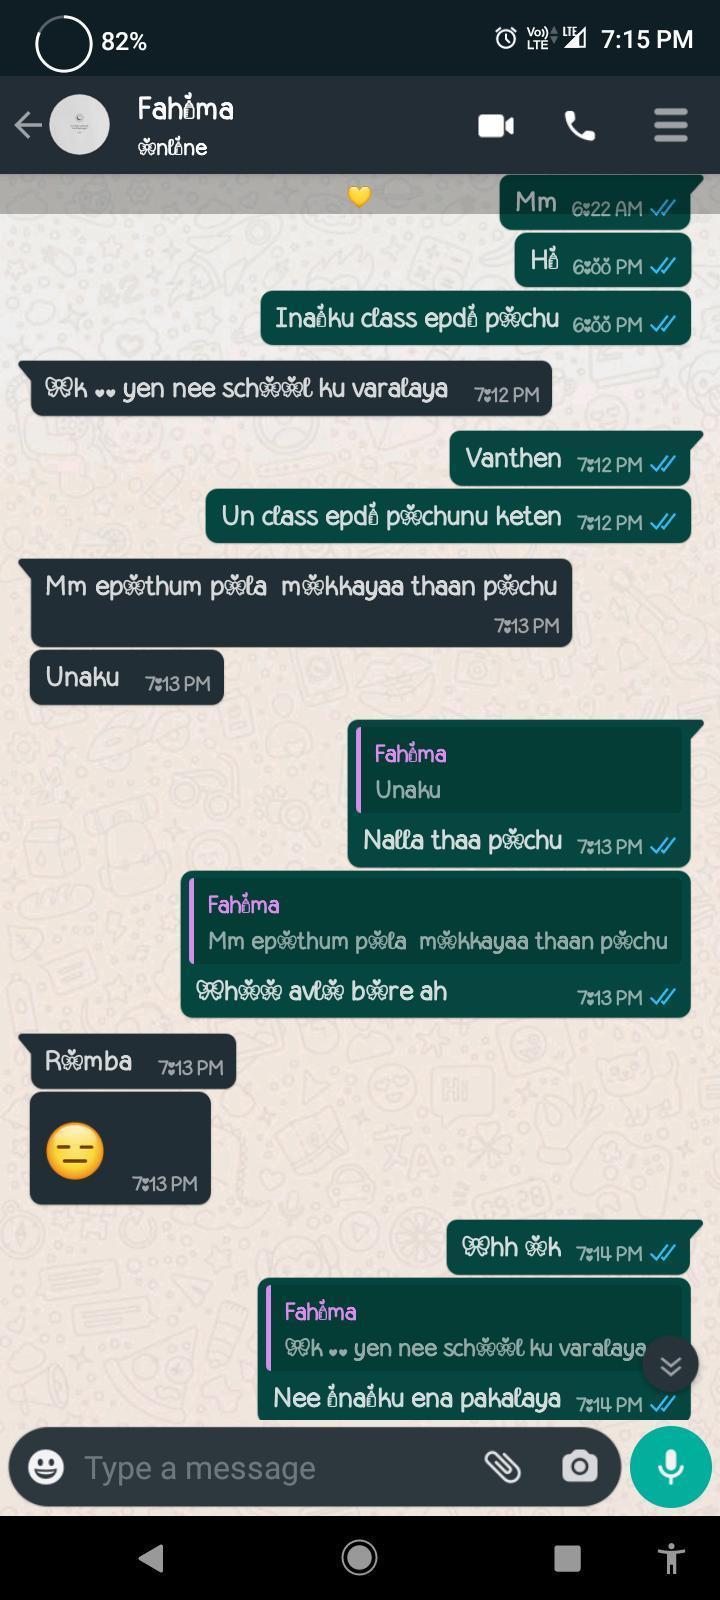 82%
Vo)) LTE LTE 7:15 PM
Fahima
online
Mm 6:22 AM
Hi 6:00 PM
Inaiku class epdi pochu 6:00 PM
Ok .. yen nee school ku varalaya 7:12 PM
Vanthen 7:12 PM
Un class epdi pochunu keten 7:12 PM
Mm epothum pola mokkayaa thaan pochu
7:13 PM
Unaku 7:13 PM
Fahima
Unaku
Nalla thaa pochu 7:13 PM
Fahima
Mm epothum pola mokkayaa thaan pochu
Ohoo avlo bore ah 7:13 PM
Romba 7:13 PM
7:13 PM
Ohh ok 7:14 PM
Fahima
Ok .. yen nee school ku varalaya
Nee inaiku ena pakalaya 7:14 PM
Type a message